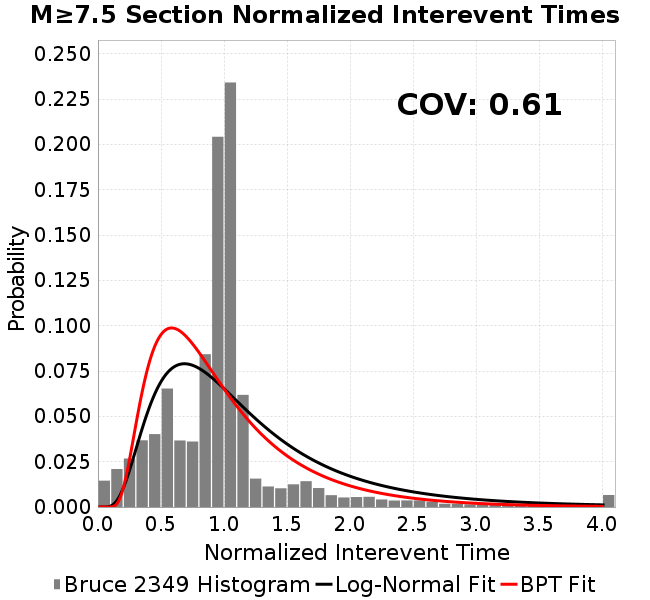 M≥7.5 Section Normalized Interevent Times
COV: 0.61
0.250
0.225
0.200
0.175
0.150
0.125
0.100
0.075
0.050
0.025
0.000
Probability
0.0 0.5 1.0 1.5 2.0 2.5 3.0 3.5 4.0
Normalized Interevent Time
Bruce 2349 Histogram Log-Normal Fit BPT Fit